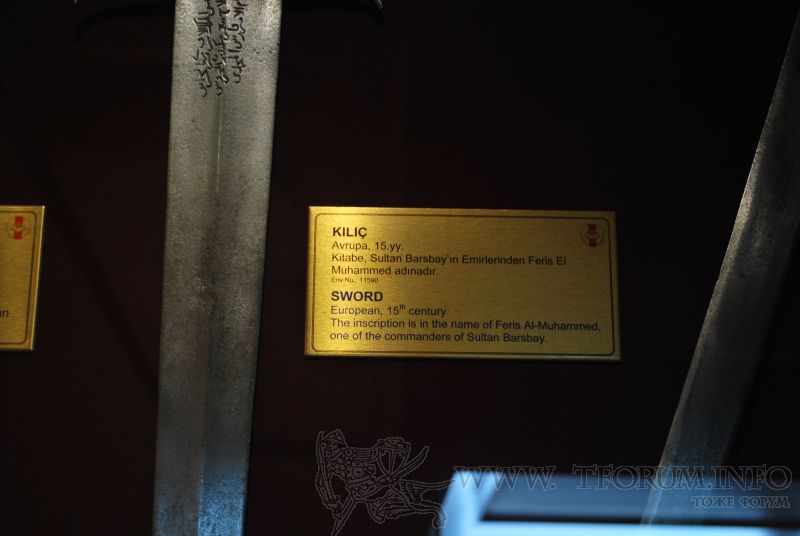 KILIÇ
Avrupa, 15.yy.
Kitabe, Sultan Barsbay'ın Emirlerinden Feris El
Muhammed adınadır.
Env.Nu.: 11590
SWORD
European, 15th century
The inscription is in the name of Feris Al-Muhammed,
one of the commanders of Sultan Barsbay.
WWW. TFORUM.INFO
ТОЖЕ ФОРУМ